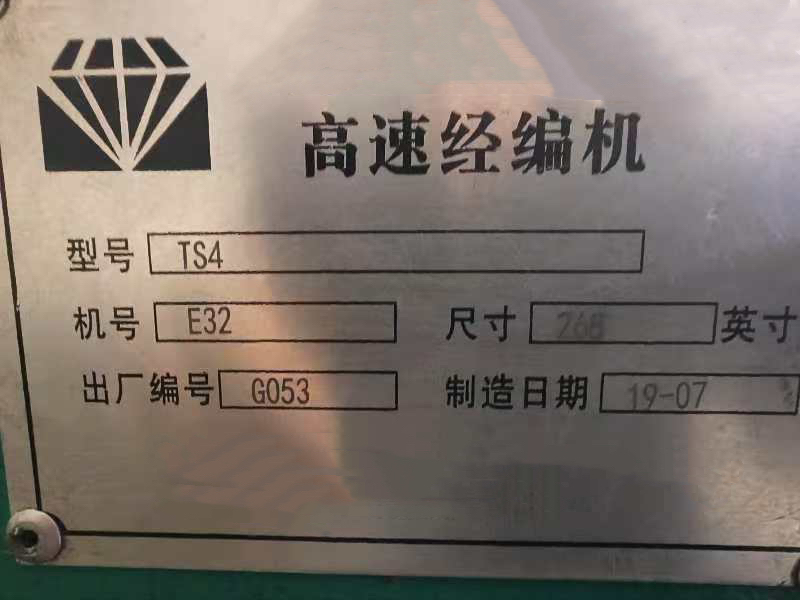 高速经编机
型号 TS4
机号 E32 尺寸 268 英寸
出厂编号 G053 制造日期 19-07